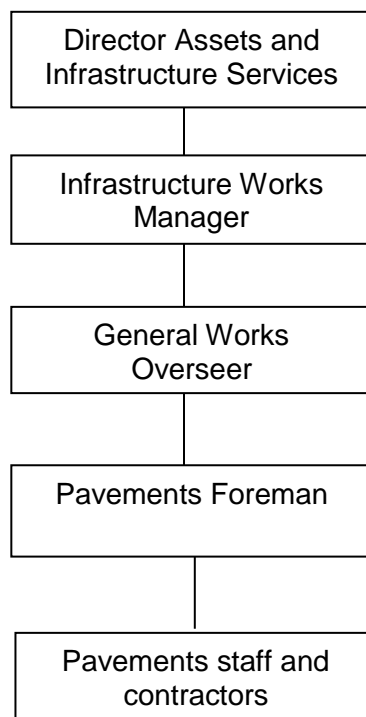 Director Assets and
Infrastructure Services
Infrastructure Works
Manager
General Works
Overseer
Pavements Foreman
Pavements staff and
contractors